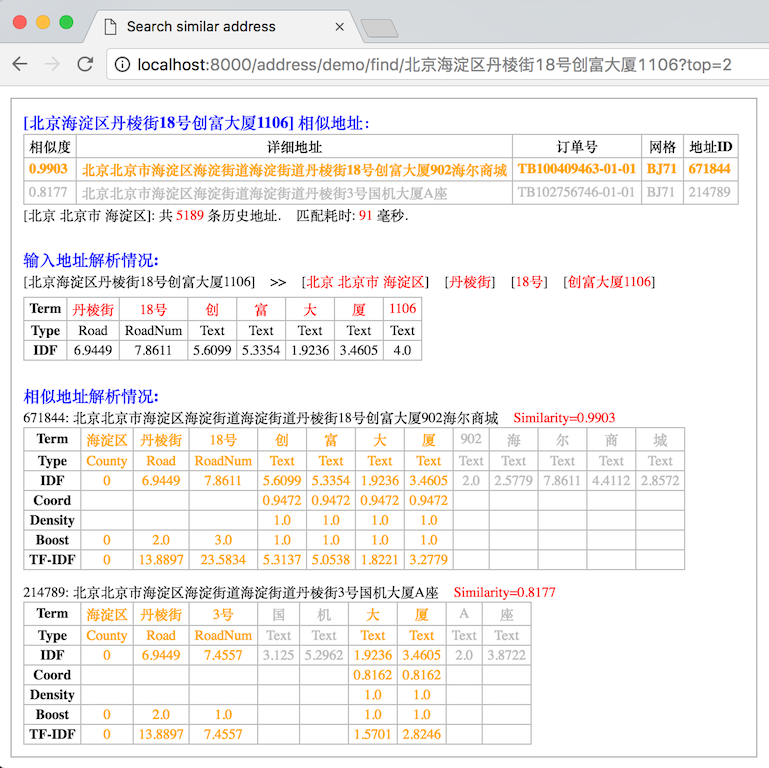 Search similar address
localhost:8000/address/demo/find/北京海淀区丹棱街18号创富大厦1106?top=2
[北京海淀区丹棱街18号创富大厦1106] 相似地址:
相似度 详细地址 订单号 网格 地址ID
0.9903 北京北京市海淀区海淀街道海淀街道丹棱街18号创富大厦902海尔商城 TB100409463-01-01 BJ71 671844
0.8177 北京北京市海淀区海淀街道海淀街道丹棱街3号国机大厦A座 TB102756746-01-01 BJ71 214789
[北京 北京市 海淀区]: 共 5189 条历史地址. 匹配耗时: 91 毫秒.
输入地址解析情况:
[北京海淀区丹棱街18号创富大厦1106] >> [北京 北京市 海淀区] [丹棱街] [18号] [创富大厦1106]
Term 丹棱街 18号 创 富 大 厦 1106
Type Road RoadNum Text Text Text Text Text
IDF 6.9449 7.8611 5.6099 5.3354 1.9236 3.4605 4.0
相似地址解析情况:
671844: 北京北京市海淀区海淀街道海淀街道丹棱街18号创富大厦902海尔商城 Similarity=0.9903
Term 海淀区 丹棱街 18号 创 富 大 厦 902 海 尔 商 城
Type County Road RoadNum Text Text Text Text Text Text Text Text Text
IDF 0 6.9449 7.8611 5.6099 5.3354 1.9236 3.4605 2.0 2.5779 7.8611 4.4112 2.8572
Coord 0.9472 0.9472 0.9472 0.9472
Density 1.0 1.0 1.0 1.0
Boost 0 2.0 3.0 1.0 1.0 1.0 1.0
TF-IDF 0 13.8897 23.5834 5.3137 5.0538 1.8221 3.2779
214789: 北京北京市海淀区海淀街道海淀街道丹棱街3号国机大厦A座 Similarity=0.8177
Term 海淀区 丹棱街 3号 国 机 大 厦 A 座
Type County Road RoadNum Text Text Text Text Text Text
IDF 0 6.9449 7.4557 3.125 5.2962 1.9236 3.4605 2.0 3.8722
Coord 0.8162 0.8162
Density 1.0 1.0
Boost 0 2.0 1.0 1.0 1.0
TF-IDF 0 13.8897 7.4557 1.5701 2.8246